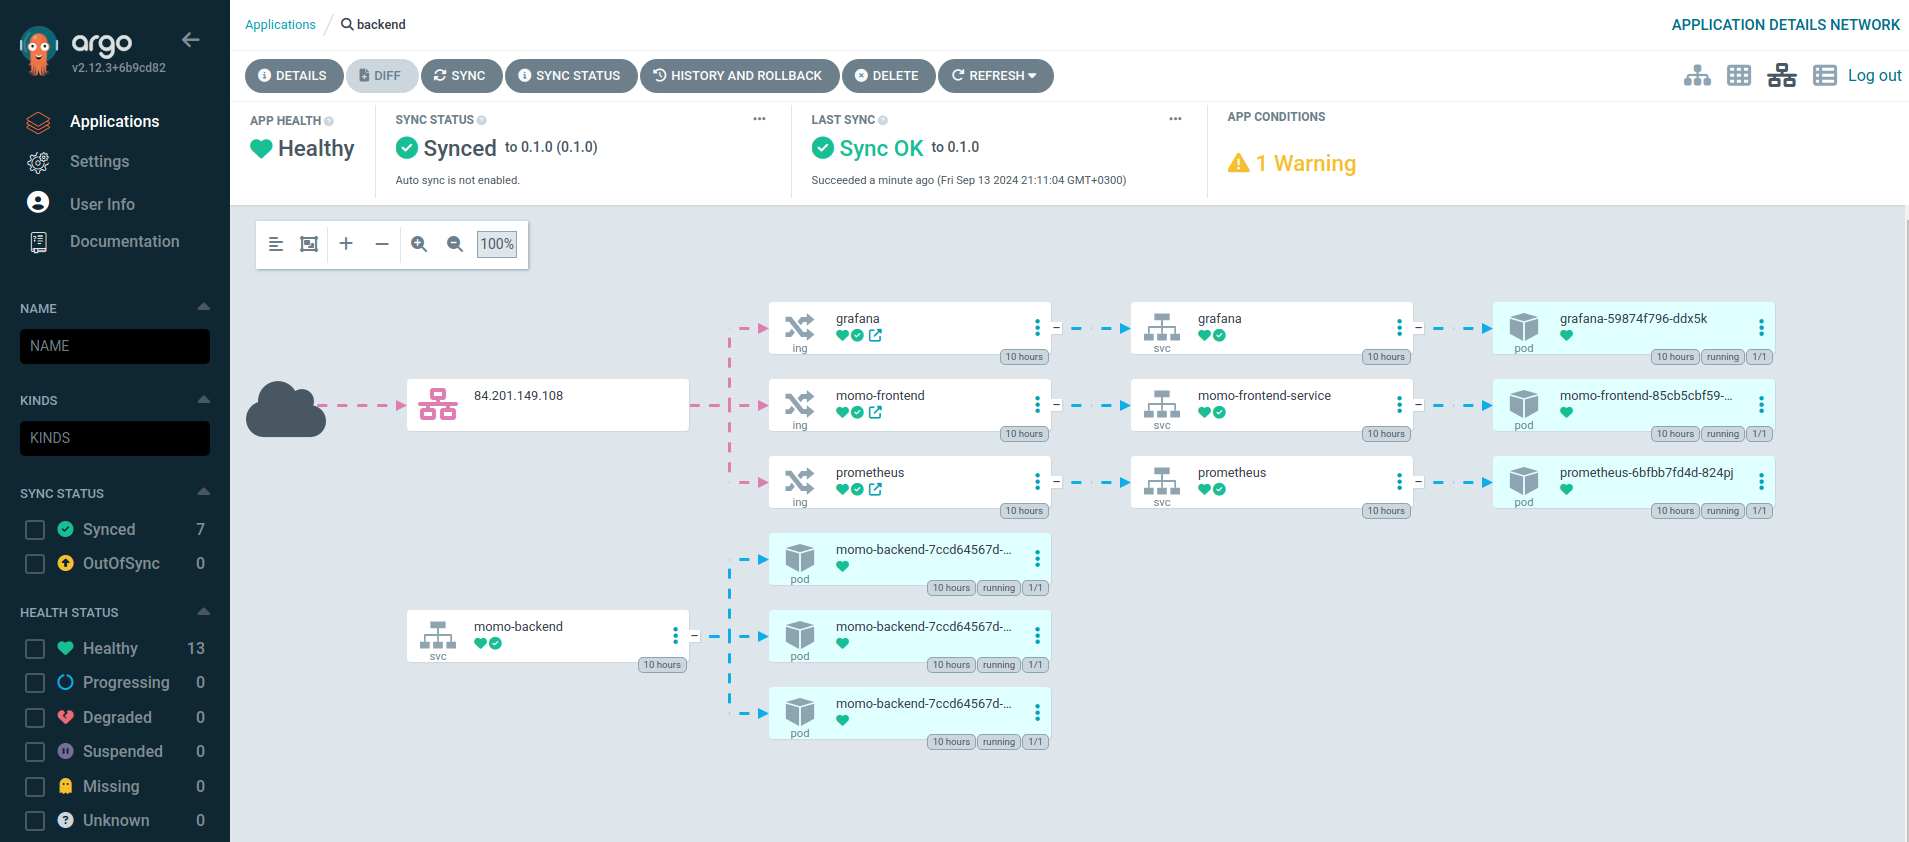 argo
v2.12.3+6b9cd82
Applications
Settings
User Info
Documentation
NAME
NAME
KINDS
KINDS
SYNC STATUS
Synced 7
OutOfSync 0
HEALTH STATUS
Healthy 13
Progressing 0
Degraded 0
Suspended 0
Missing 0
Unknown 0
Applications / backend
APPLICATION DETAILS NETWORK
DETAILS DIFF SYNC SYNC STATUS HISTORY AND ROLLBACK DELETE REFRESH
Log out
APP HEALTH
Healthy
SYNC STATUS
Synced to 0.1.0 (0.1.0)
Auto sync is not enabled.
LAST SYNC
Sync OK to 0.1.0
Succeeded a minute ago (Fri Sep 13 2024 21:11:04 GMT+0300)
APP CONDITIONS
1 Warning
100%
84.201.149.108
grafana
ing
10 hours
grafana
svc
10 hours
grafana-59874f796-ddx5k
pod
10 hours running 1/1
momo-frontend
ing
10 hours
momo-frontend-service
svc
10 hours
momo-frontend-85cb5cbf59-...
pod
10 hours running 1/1
prometheus
ing
10 hours
prometheus
svc
10 hours
prometheus-6bfbb7fd4d-824pj
pod
10 hours running 1/1
momo-backend
svc
10 hours
momo-backend-7ccd64567d-...
pod
10 hours running 1/1
momo-backend-7ccd64567d-...
pod
10 hours running 1/1
momo-backend-7ccd64567d-...
pod
10 hours running 1/1